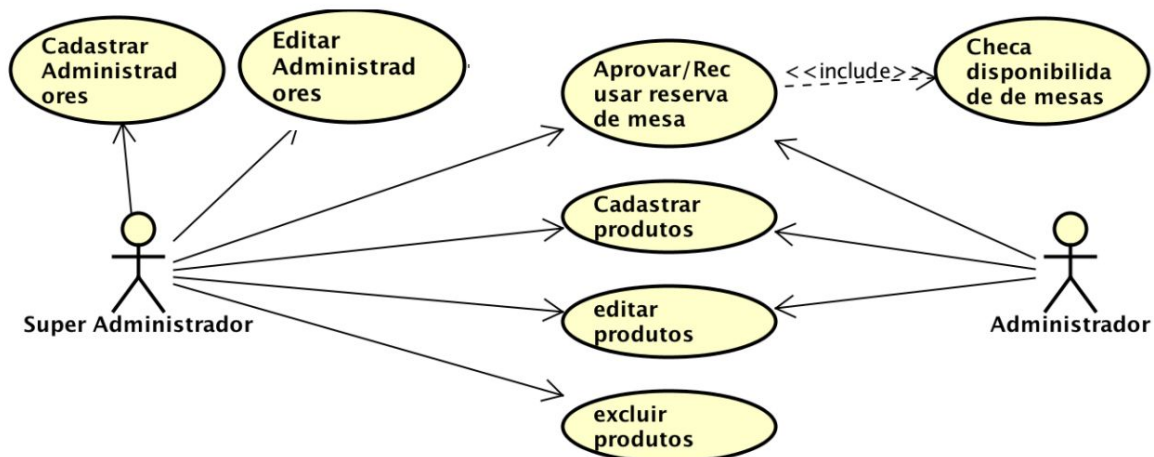 Cadastrar
Administrad
ores
Editar
Administrad
ores
Aprovar/Rec
usar reserva
de mesa
<<include>>
Checa
disponibilida
de de mesas
Cadastrar
produtos
editar
produtos
excluir
produtos
Super Administrador
Administrador